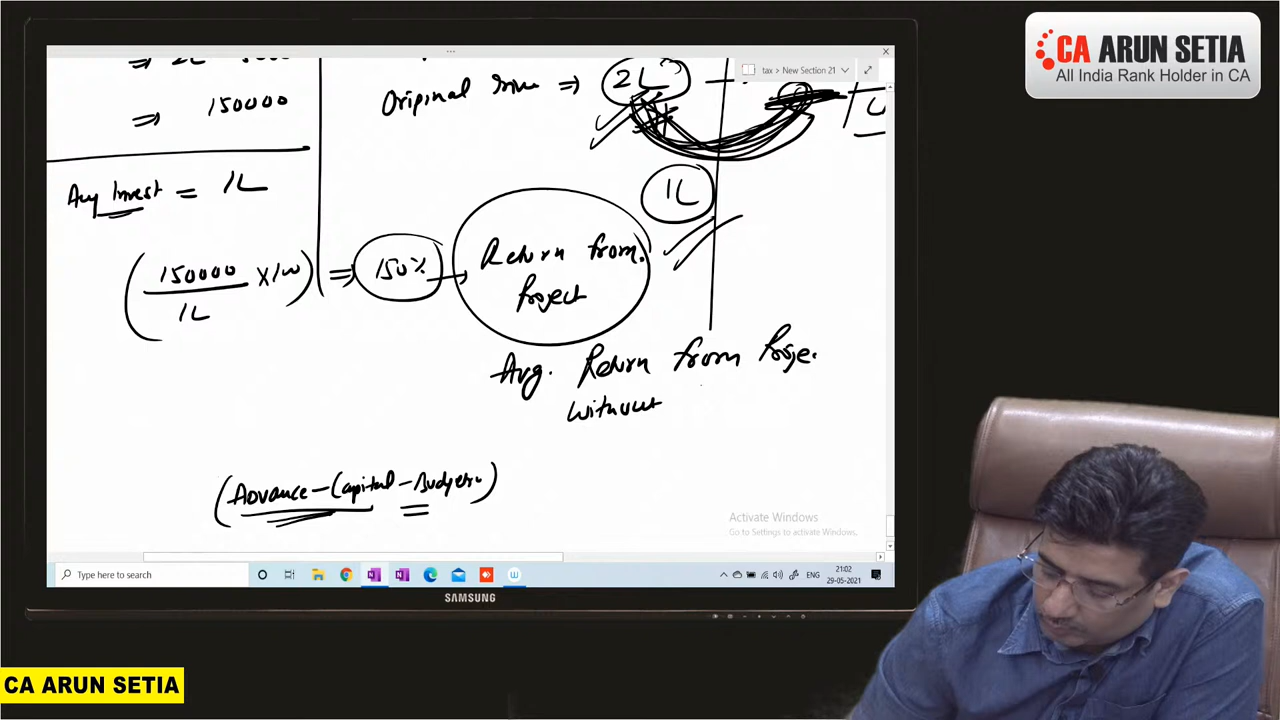 CA ARUN SETIA
All India Rank Holder in CA
tax > New Section 21
⇒ 150000
Original ⇒ 2L
Avg Invest = 1L
1L
(150000 / 1L × 100) ⇒ 150% → Return from Project
Avg. Return from Proje.
without
(Advance - Capital -
Activate Windows
Go to Settings to activate Windows.
Type here to search
ENG
21:02
29-05-2021
SAMSUNG
CA ARUN SETIA